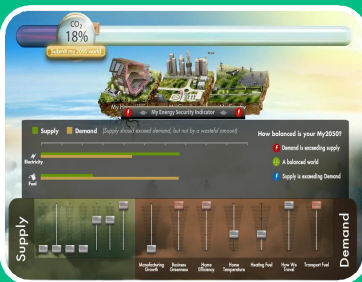 CO2
18%
Submit my 2050 world
My Energy Security Indicator
Supply
Demand
(Supply should exceed demand, but not by a wasteful amount)
How balanced is your My2050?
Demand is exceeding supply
A balanced world
Supply is exceeding Demand
Electricity
Fuel
Supply
Manufacturing Growth
Business Greenness
Home Efficiency
Home Temperature
Heating Fuel
How We Travel
Transport Fuel
Demand